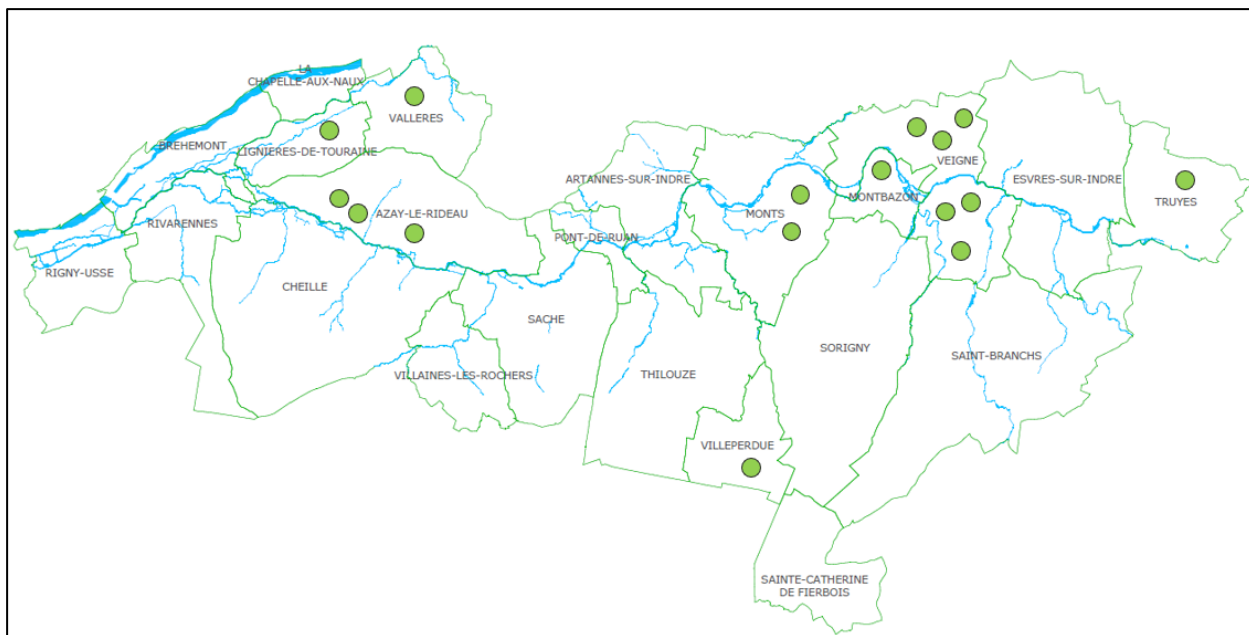 LA
CHAPELLE-AUX-NAUX
VALLERES
BREHEMONT
LIGNIERES-DE-TOURAINE
VEIGNE
ARTANNES-SUR-INDRE
ESVRES-SUR-INDRE
MONTBAZON
TRUYES
RIVARENNES
AZAY-LE-RIDEAU
MONTS
PONT-DE-RUAN
RIGNY-USSE
CHEILLE
SACHE
SORIGNY
SAINT-BRANCHS
VILLAINES-LES-ROCHERS
THILOUZE
VILLEPERDUE
SAINTE-CATHERINE
DE FIERBOIS